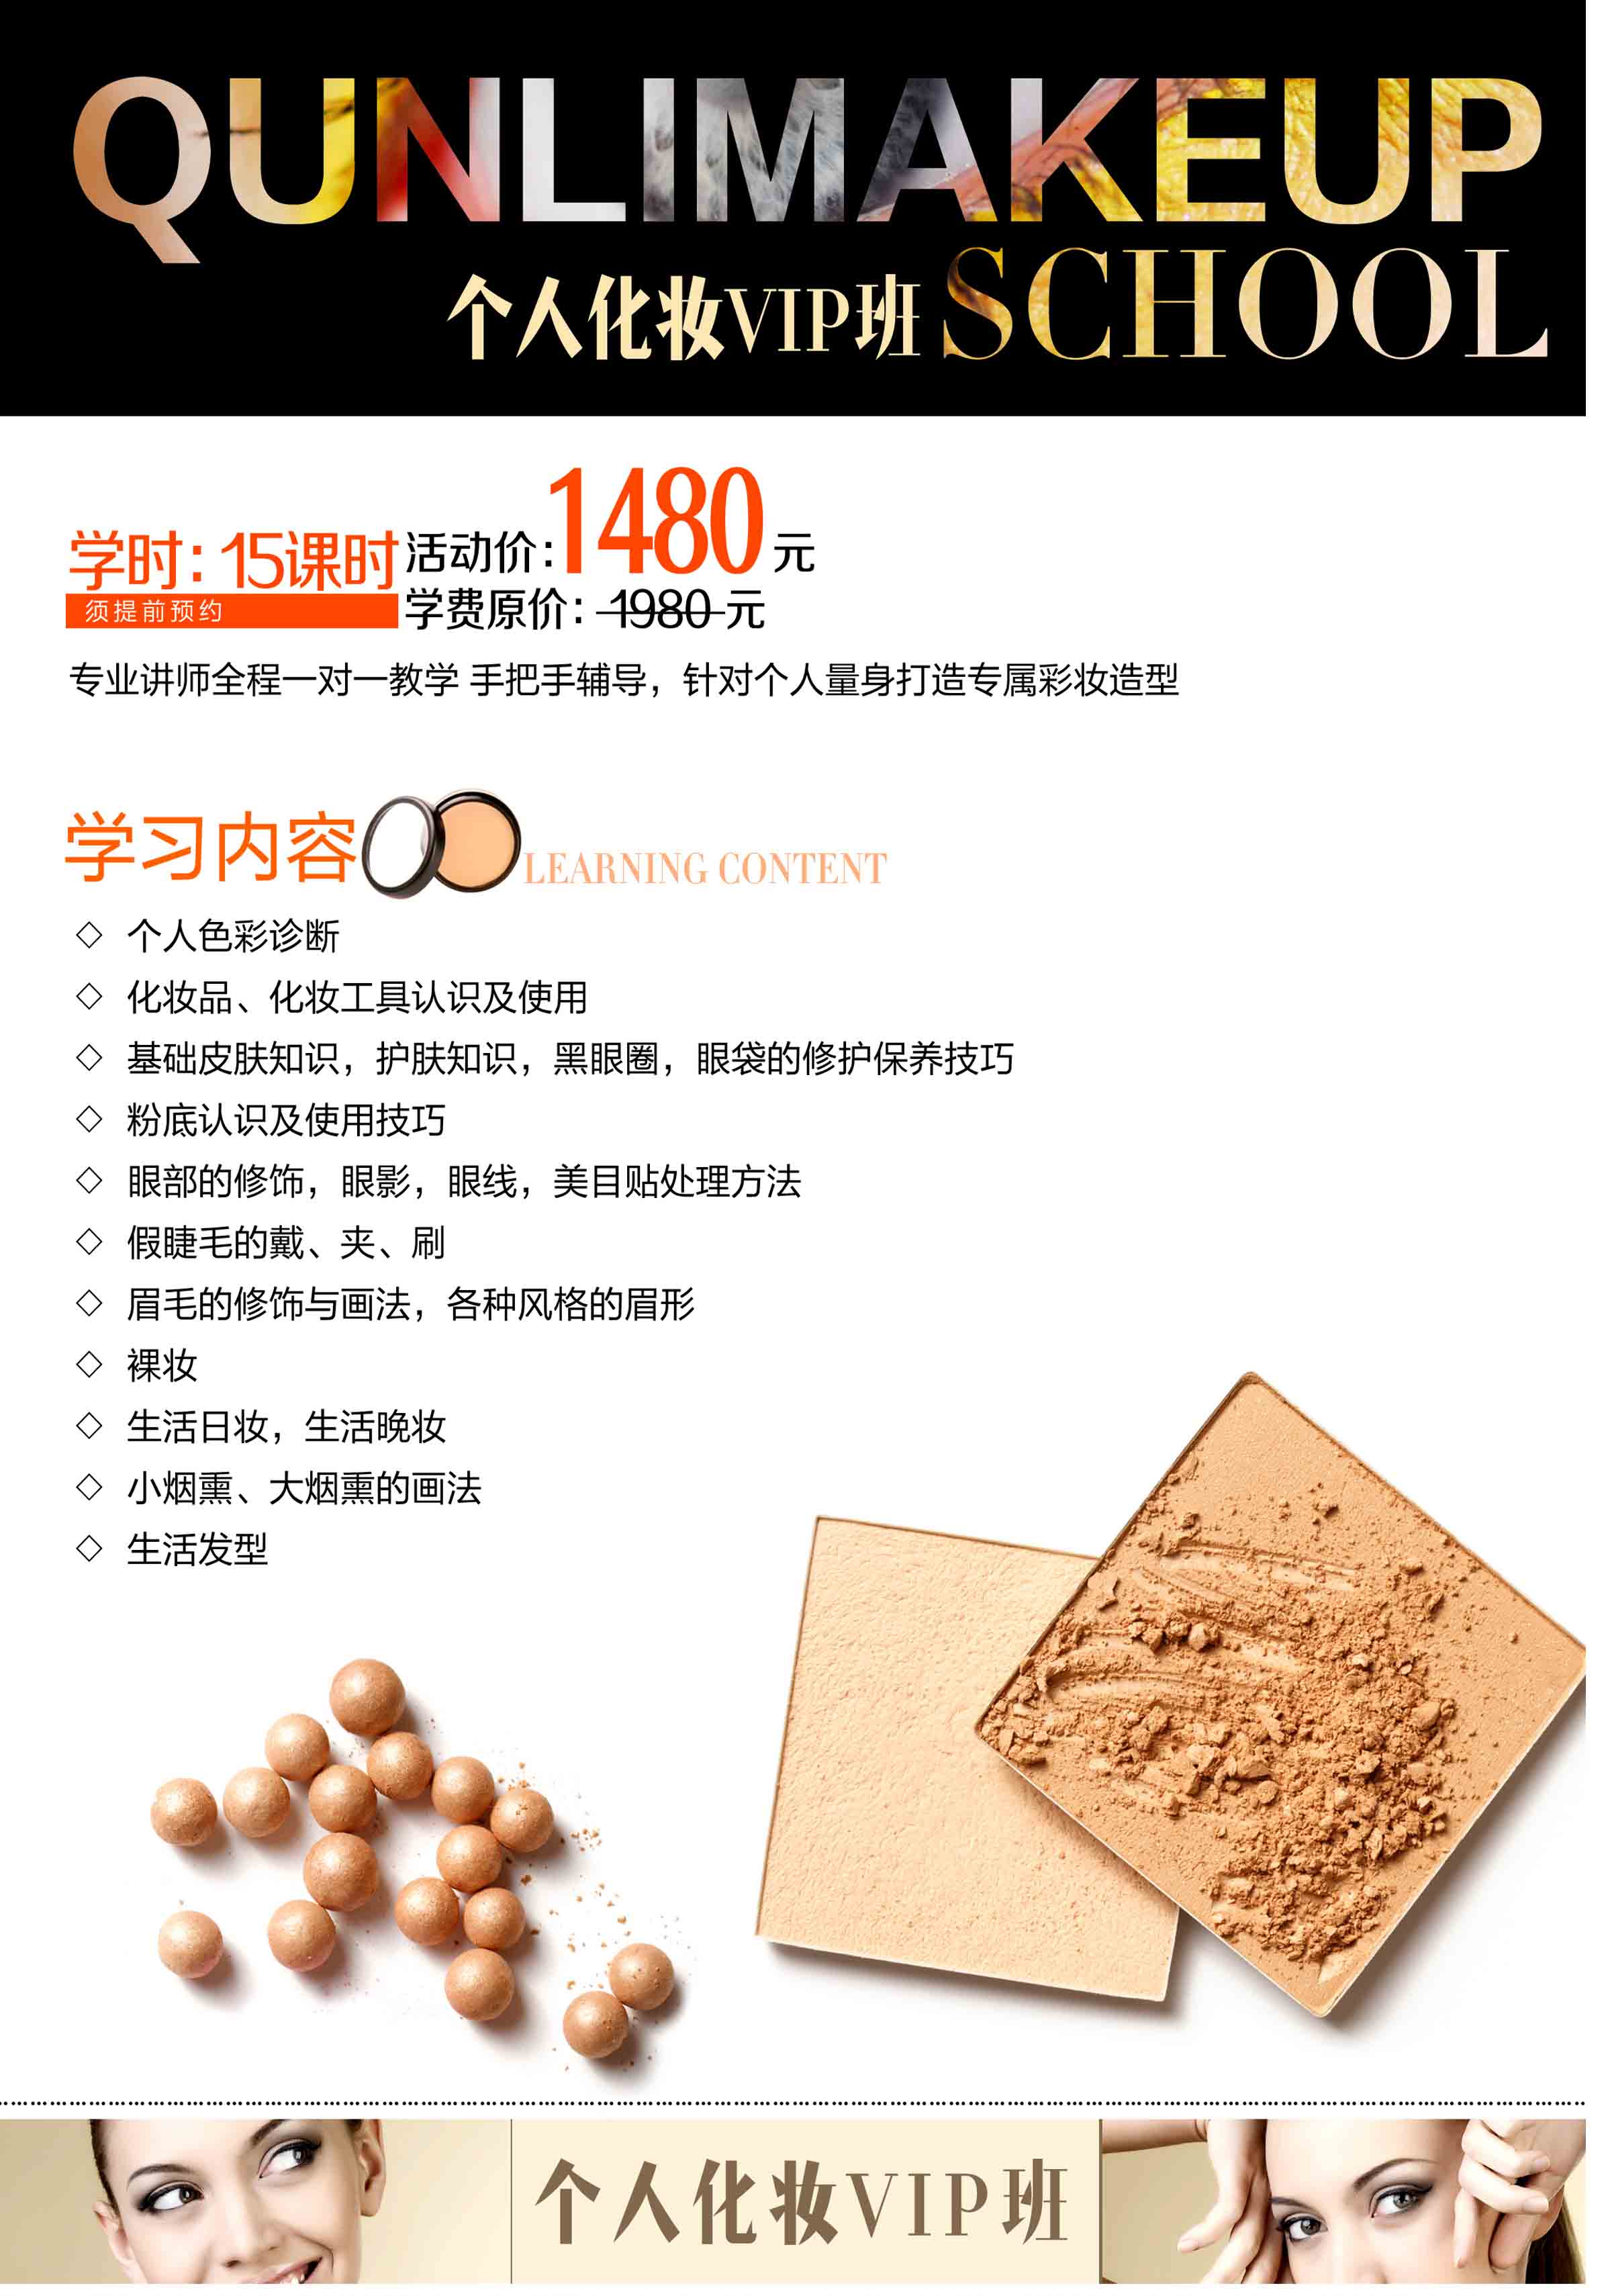 QUNLIMAKEUP
个人化妆VIP班 SCHOOL
学时：15课时 活动价：1480元
须提前预约 学费原价：1980元
专业讲师全程一对一教学 手把手辅导，针对个人量身打造专属彩妆造型
学习内容 LEARNING CONTENT
◇ 个人色彩诊断
◇ 化妆品、化妆工具认识及使用
◇ 基础皮肤知识，护肤知识，黑眼圈，眼袋的修护保养技巧
◇ 粉底认识及使用技巧
◇ 眼部的修饰，眼影，眼线，美目贴处理方法
◇ 假睫毛的戴、夹、刷
◇ 眉毛的修饰与画法，各种风格的眉形
◇ 裸妆
◇ 生活日妆，生活晚妆
◇ 小烟熏、大烟熏的画法
◇ 生活发型
个人化妆VIP班